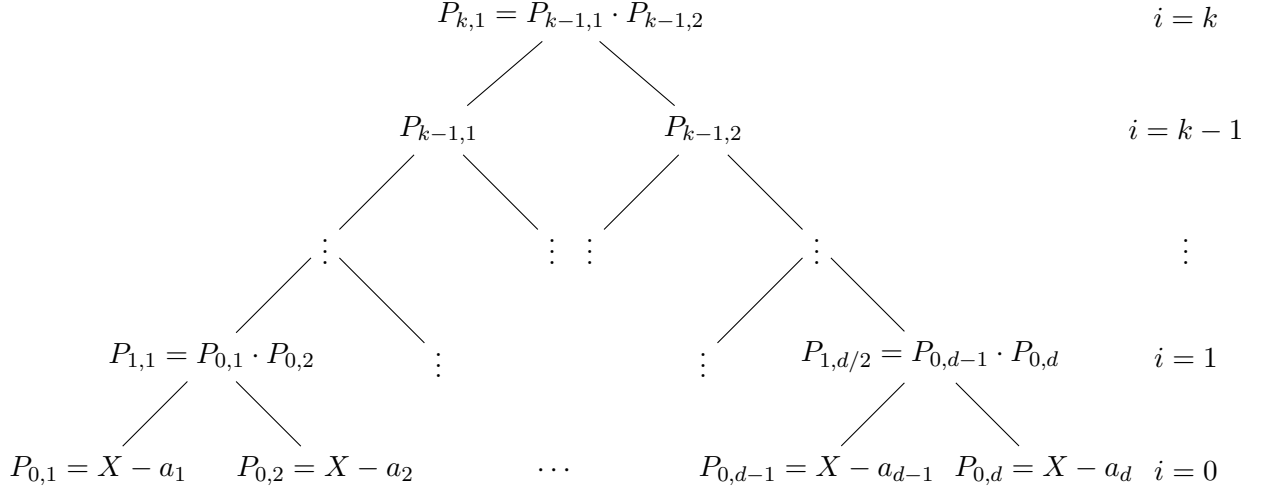 P_{k,1} = P_{k−1,1} · P_{k−1,2} i = k
P_{k−1,1} P_{k−1,2} i = k − 1
⋮ ⋮ ⋮ ⋮ ⋮
P_{1,1} = P_{0,1} · P_{0,2} ⋮ ⋮ P_{1,d/2} = P_{0,d−1} · P_{0,d} i = 1
P_{0,1} = X − a_1 P_{0,2} = X − a_2 ⋯ P_{0,d−1} = X − a_{d−1} P_{0,d} = X − a_d i = 0